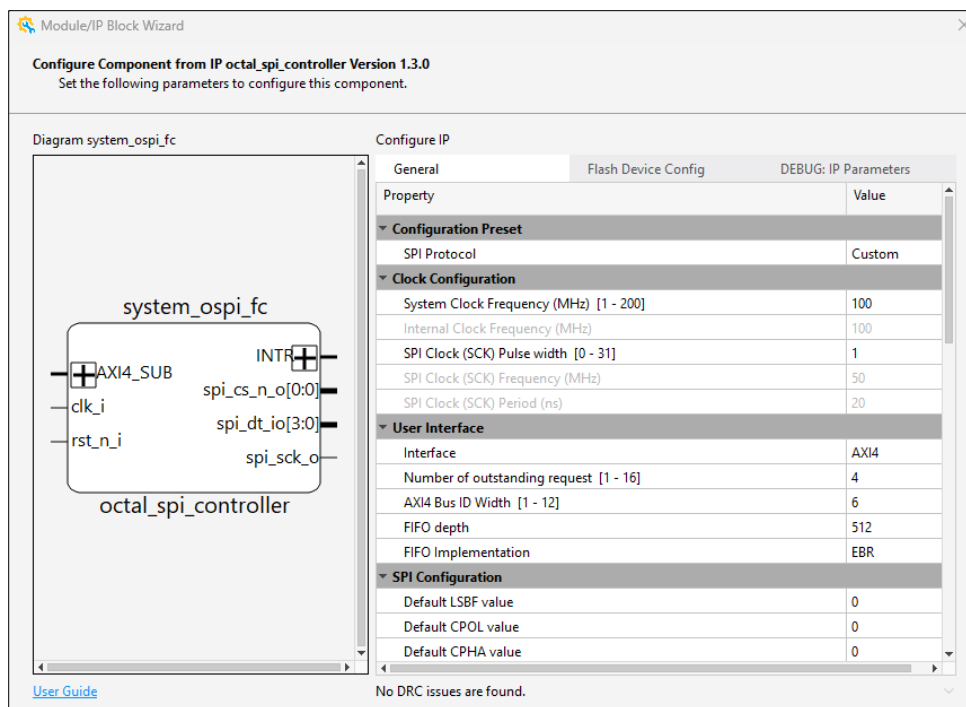 Module/IP Block Wizard
Configure Component from IP octal_spi_controller Version 1.3.0
Set the following parameters to configure this component.
Diagram system_ospi_fc
system_ospi_fc
AXI4_SUB
clk_i
rst_n_i
INTR
spi_cs_n_o[0:0]
spi_dt_io[3:0]
spi_sck_o
octal_spi_controller
User Guide
Configure IP
General Flash Device Config DEBUG: IP Parameters
Property Value
Configuration Preset
SPI Protocol Custom
Clock Configuration
System Clock Frequency (MHz) [1 - 200] 100
Internal Clock Frequency (MHz) 100
SPI Clock (SCK) Pulse width [0 - 31] 1
SPI Clock (SCK) Frequency (MHz) 50
SPI Clock (SCK) Period (ns) 20
User Interface
Interface AXI4
Number of outstanding request [1 - 16] 4
AXI4 Bus ID Width [1 - 12] 6
FIFO depth 512
FIFO Implementation EBR
SPI Configuration
Default LSBF value 0
Default CPOL value 0
Default CPHA value 0
No DRC issues are found.